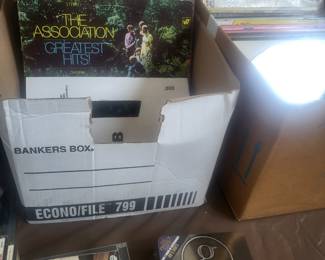 THE
ASSOCIATION
GREATEST
HITS!
B
BANKERS BOX
ECONO/FILE 799